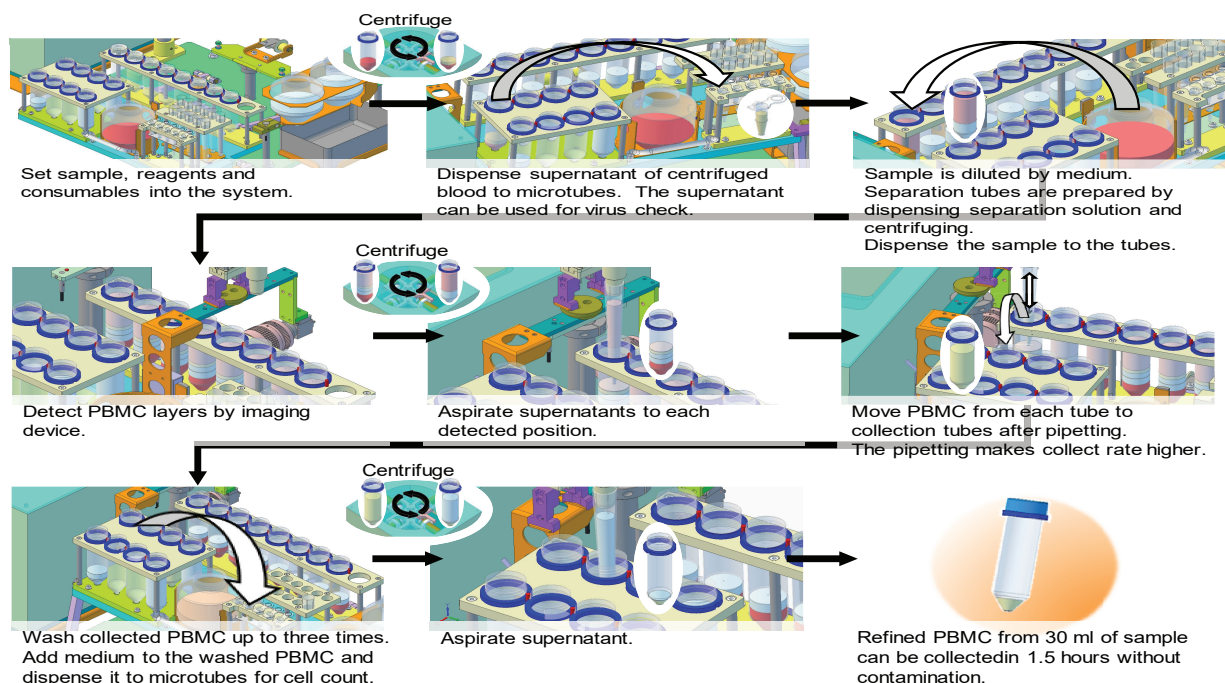 Centrifuge
Set sample, reagents and
consumables into the system.
Dispense supernatant of centrifuged
blood to microtubes.  The supernatant
can be used for virus check.
Sample is diluted by medium.
Separation tubes are prepared by
dispensing separation solution and
centrifuging.
Dispense the sample to the tubes.
Centrifuge
Detect PBMC layers by imaging
device.
Aspirate supernatants to each
detected position.
Move PBMC from each tube to
collection tubes after pipetting.
The pipetting makes collect rate higher.
Centrifuge
Wash collected PBMC up to three times.
Add medium to the washed PBMC and
dispense it to microtubes for cell count.
Aspirate supernatant.
Refined PBMC from 30 ml of sample
can be collectedin 1.5 hours without
contamination.